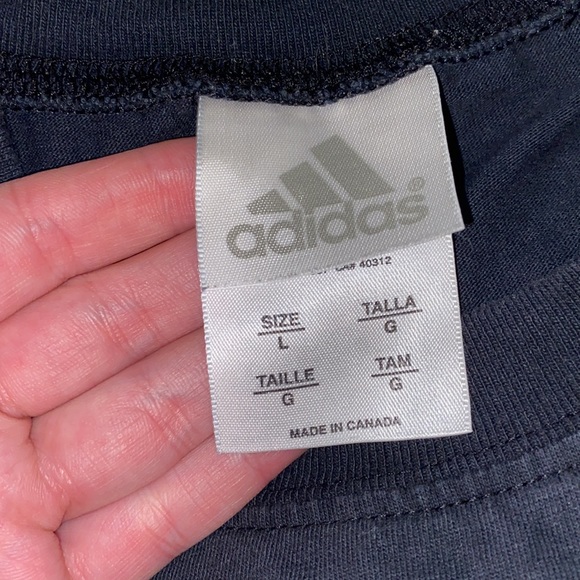 adidas®
CA# 40312
SIZE TALLA
L G
TAILLE TAM
G G
MADE IN CANADA